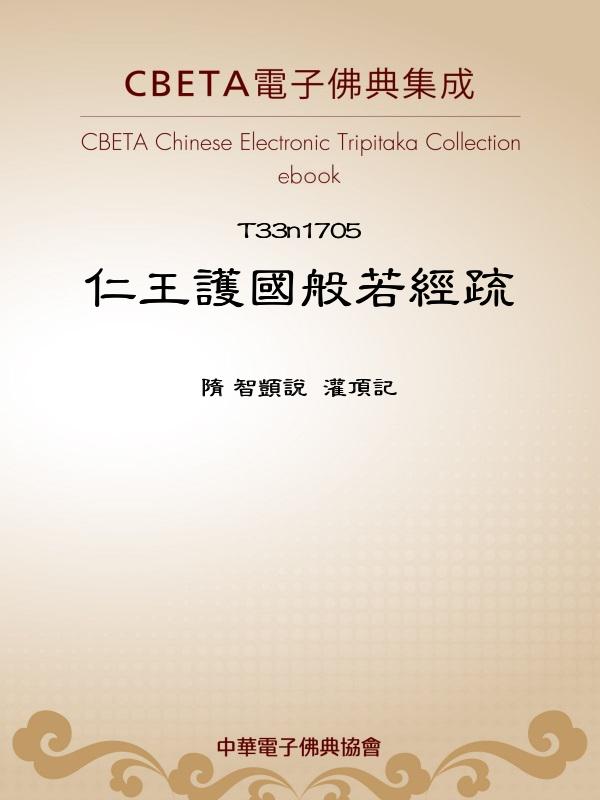 CBETA電子佛典集成
CBETA Chinese Electronic Tripitaka Collection
ebook
T33n1705
仁王護國般若經疏
隋 智顗說 灌頂記
中華電子佛典協會